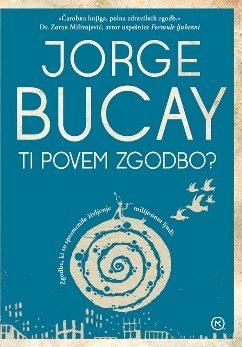 »Čarobna knjiga, polna zdravilnih zgodb.«
Dr. Zoran Milivojević, avtor uspešnice Formule ljubezni
JORGE
BUCAY
TI POVEM ZGODBO?
Zgodbe, ki so spremenile življenje milijonom ljudi.